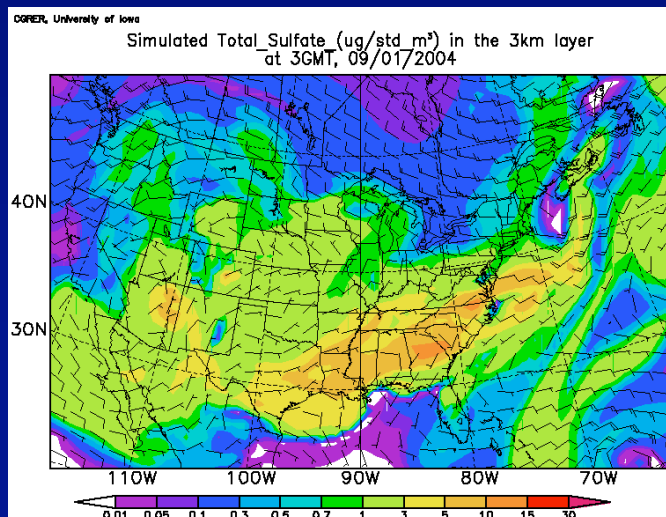 CGRER, University of Iowa
Simulated Total_Sulfate (ug/std_m³) in the 3km layer
at 3GMT, 09/01/2004
40N
30N
110W 100W 90W 80W 70W
0.01 0.05 0.1 0.3 0.5 0.7 1 3 5 10 15 30